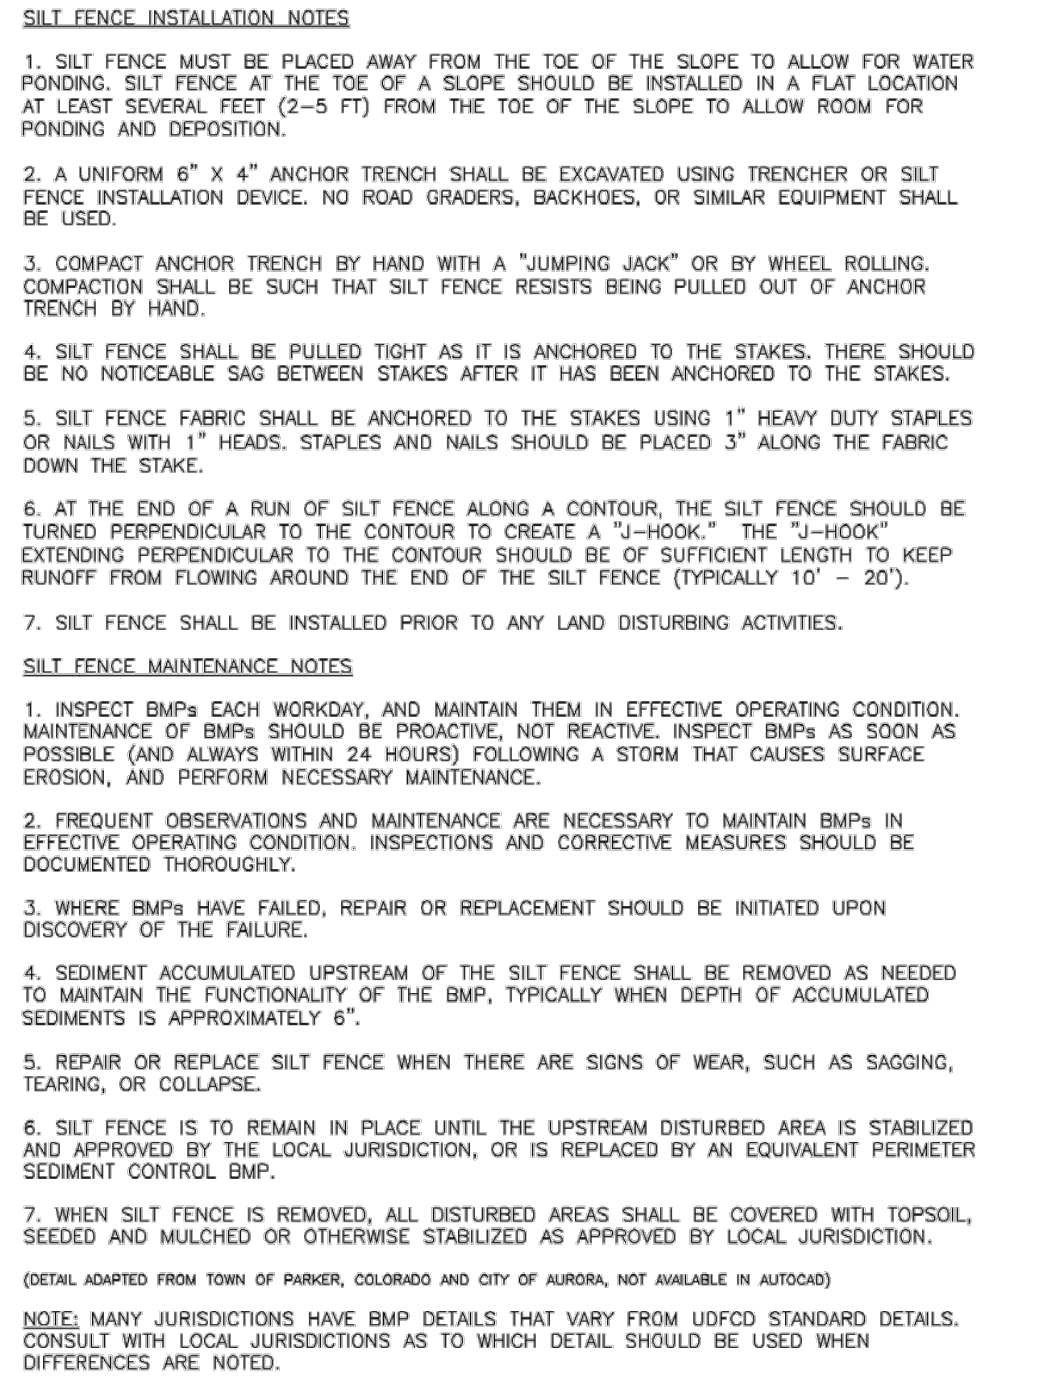 SILT FENCE INSTALLATION NOTES
1. SILT FENCE MUST BE PLACED AWAY FROM THE TOE OF THE SLOPE TO ALLOW FOR WATER
PONDING. SILT FENCE AT THE TOE OF A SLOPE SHOULD BE INSTALLED IN A FLAT LOCATION
AT LEAST SEVERAL FEET (2-5 FT) FROM THE TOE OF THE SLOPE TO ALLOW ROOM FOR
PONDING AND DEPOSITION.
2. A UNIFORM 6" X 4" ANCHOR TRENCH SHALL BE EXCAVATED USING TRENCHER OR SILT
FENCE INSTALLATION DEVICE. NO ROAD GRADERS, BACKHOES, OR SIMILAR EQUIPMENT SHALL
BE USED.
3. COMPACT ANCHOR TRENCH BY HAND WITH A "JUMPING JACK" OR BY WHEEL ROLLING.
COMPACTION SHALL BE SUCH THAT SILT FENCE RESISTS BEING PULLED OUT OF ANCHOR
TRENCH BY HAND.
4. SILT FENCE SHALL BE PULLED TIGHT AS IT IS ANCHORED TO THE STAKES. THERE SHOULD
BE NO NOTICEABLE SAG BETWEEN STAKES AFTER IT HAS BEEN ANCHORED TO THE STAKES.
5. SILT FENCE FABRIC SHALL BE ANCHORED TO THE STAKES USING 1" HEAVY DUTY STAPLES
OR NAILS WITH 1" HEADS. STAPLES AND NAILS SHOULD BE PLACED 3" ALONG THE FABRIC
DOWN THE STAKE.
6. AT THE END OF A RUN OF SILT FENCE ALONG A CONTOUR, THE SILT FENCE SHOULD BE
TURNED PERPENDICULAR TO THE CONTOUR TO CREATE A "J-HOOK." THE "J-HOOK"
EXTENDING PERPENDICULAR TO THE CONTOUR SHOULD BE OF SUFFICIENT LENGTH TO KEEP
RUNOFF FROM FLOWING AROUND THE END OF THE SILT FENCE (TYPICALLY 10' - 20').
7. SILT FENCE SHALL BE INSTALLED PRIOR TO ANY LAND DISTURBING ACTIVITIES.
SILT FENCE MAINTENANCE NOTES
1. INSPECT BMPs EACH WORKDAY, AND MAINTAIN THEM IN EFFECTIVE OPERATING CONDITION.
MAINTENANCE OF BMPs SHOULD BE PROACTIVE, NOT REACTIVE. INSPECT BMPs AS SOON AS
POSSIBLE (AND ALWAYS WITHIN 24 HOURS) FOLLOWING A STORM THAT CAUSES SURFACE
EROSION, AND PERFORM NECESSARY MAINTENANCE.
2. FREQUENT OBSERVATIONS AND MAINTENANCE ARE NECESSARY TO MAINTAIN BMPs IN
EFFECTIVE OPERATING CONDITION. INSPECTIONS AND CORRECTIVE MEASURES SHOULD BE
DOCUMENTED THOROUGHLY.
3. WHERE BMPs HAVE FAILED, REPAIR OR REPLACEMENT SHOULD BE INITIATED UPON
DISCOVERY OF THE FAILURE.
4. SEDIMENT ACCUMULATED UPSTREAM OF THE SILT FENCE SHALL BE REMOVED AS NEEDED
TO MAINTAIN THE FUNCTIONALITY OF THE BMP, TYPICALLY WHEN DEPTH OF ACCUMULATED
SEDIMENTS IS APPROXIMATELY 6".
5. REPAIR OR REPLACE SILT FENCE WHEN THERE ARE SIGNS OF WEAR, SUCH AS SAGGING,
TEARING, OR COLLAPSE.
6. SILT FENCE IS TO REMAIN IN PLACE UNTIL THE UPSTREAM DISTURBED AREA IS STABILIZED
AND APPROVED BY THE LOCAL JURISDICTION, OR IS REPLACED BY AN EQUIVALENT PERIMETER
SEDIMENT CONTROL BMP.
7. WHEN SILT FENCE IS REMOVED, ALL DISTURBED AREAS SHALL BE COVERED WITH TOPSOIL,
SEEDED AND MULCHED OR OTHERWISE STABILIZED AS APPROVED BY LOCAL JURISDICTION.
(DETAIL ADAPTED FROM TOWN OF PARKER, COLORADO AND CITY OF AURORA, NOT AVAILABLE IN AUTOCAD)
NOTE: MANY JURISDICTIONS HAVE BMP DETAILS THAT VARY FROM UDFCD STANDARD DETAILS.
CONSULT WITH LOCAL JURISDICTIONS AS TO WHICH DETAIL SHOULD BE USED WHEN
DIFFERENCES ARE NOTED.